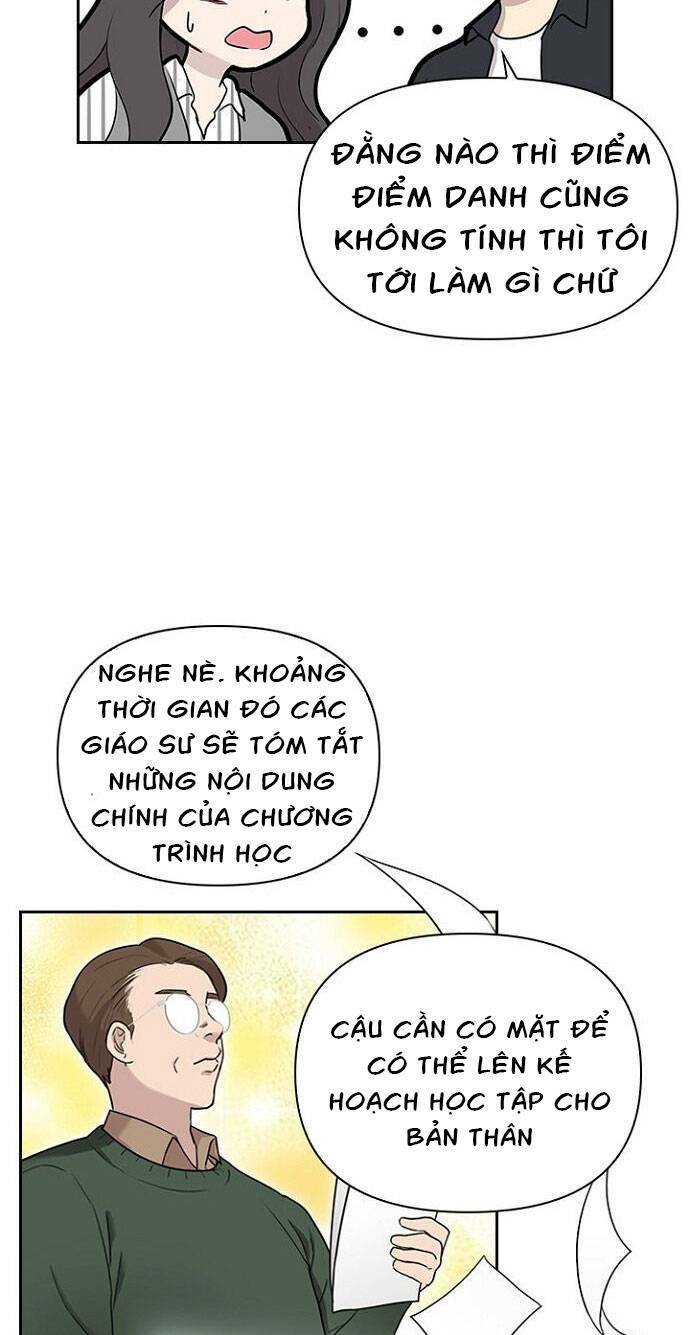 ...
ĐẰNG NÀO THÌ ĐIỂM
ĐIỂM DANH CŨNG
KHÔNG TÍNH THÌ TÔI
TỚI LÀM GÌ CHỨ
NGHE NÈ. KHOẢNG
THỜI GIAN ĐÓ CÁC
GIÁO SƯ SẼ TÓM TẮT
NHỮNG NỘI DUNG
CHÍNH CỦA CHƯƠNG
TRÌNH HỌC
CẬU CẦN CÓ MẶT ĐỂ
CÓ THỂ LÊN KẾ
HOẠCH HỌC TẬP CHO
BẢN THÂN